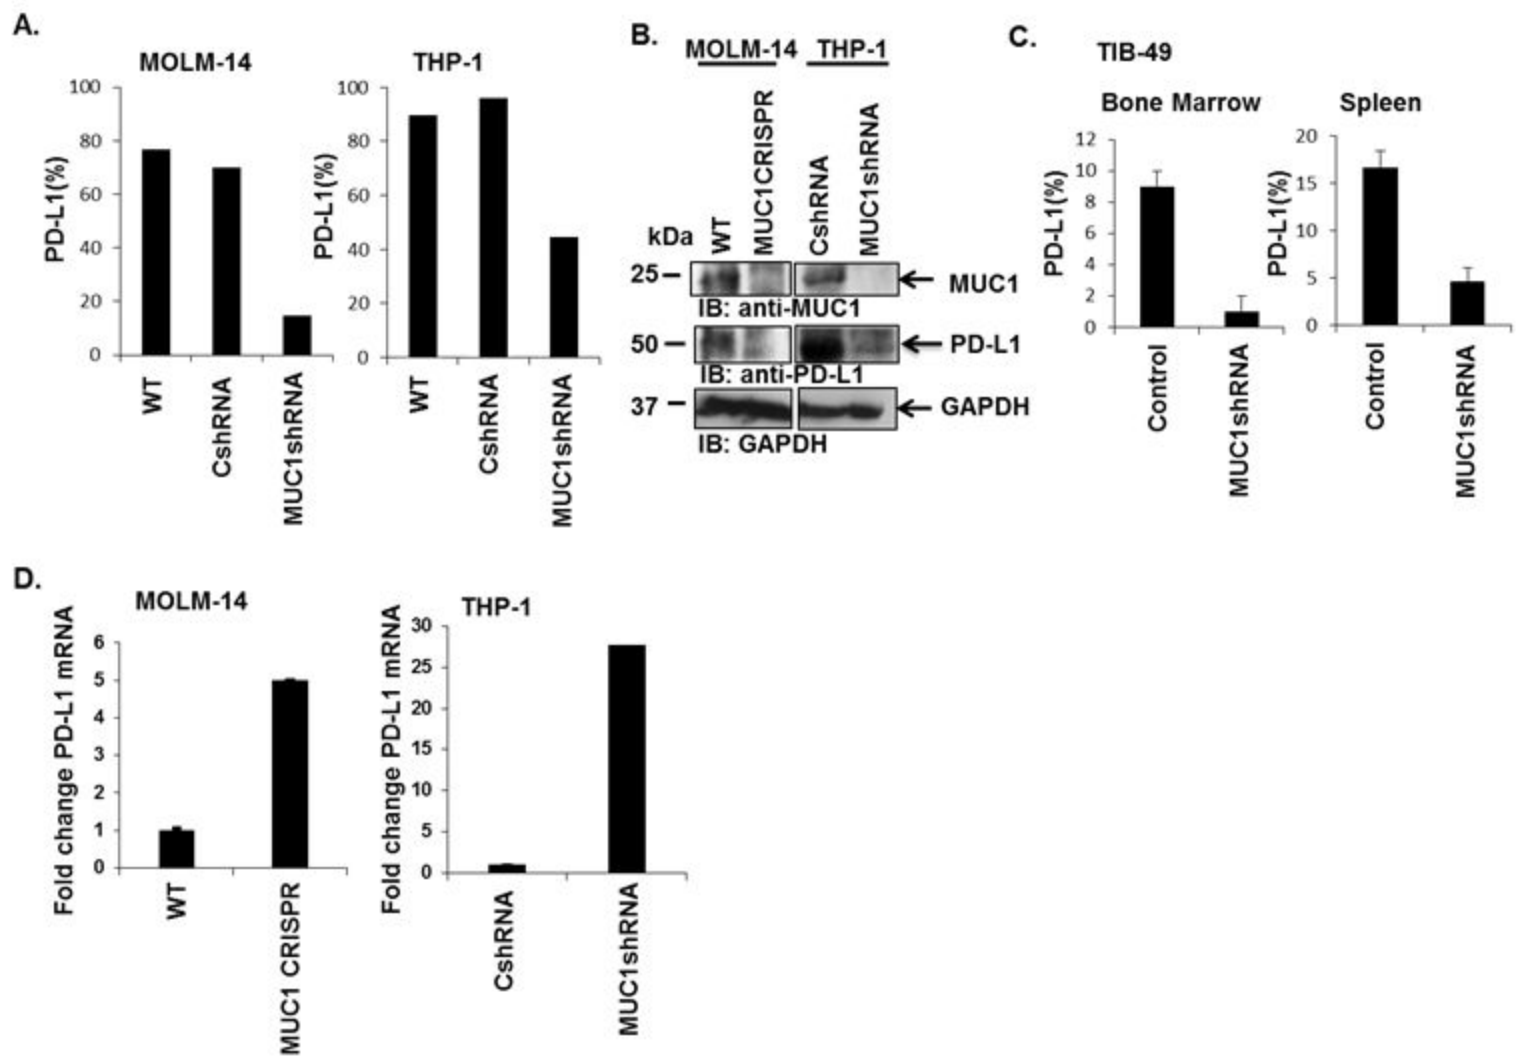 A.
MOLM-14
PD-L1(%)
100
80
60
40
20
0
WT
CshRNA
MUC1shRNA
THP-1
PD-L1(%)
100
80
60
40
20
0
WT
CshRNA
MUC1shRNA
B.
MOLM-14 THP-1
WT
MUC1CRISPR
CshRNA
MUC1shRNA
kDa
25
MUC1
IB: anti-MUC1
50
PD-L1
IB: anti-PD-L1
37
GAPDH
IB: GAPDH
C.
TIB-49
Bone Marrow
PD-L1(%)
12
10
8
6
4
2
0
Control
MUC1shRNA
Spleen
PD-L1(%)
20
15
10
5
0
Control
MUC1shRNA
D.
MOLM-14
Fold change PD-L1 mRNA
6
5
4
3
2
1
0
WT
MUC1 CRISPR
THP-1
Fold change PD-L1 mRNA
30
25
20
15
10
5
0
CshRNA
MUC1shRNA